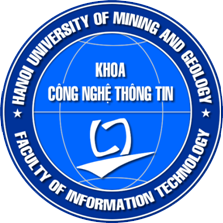 HANOI UNIVERSITY OF MINING AND GEOLOGY
KHOA
CÔNG NGHỆ THÔNG TIN
FACULTY OF INFORMATION TECHNOLOGY